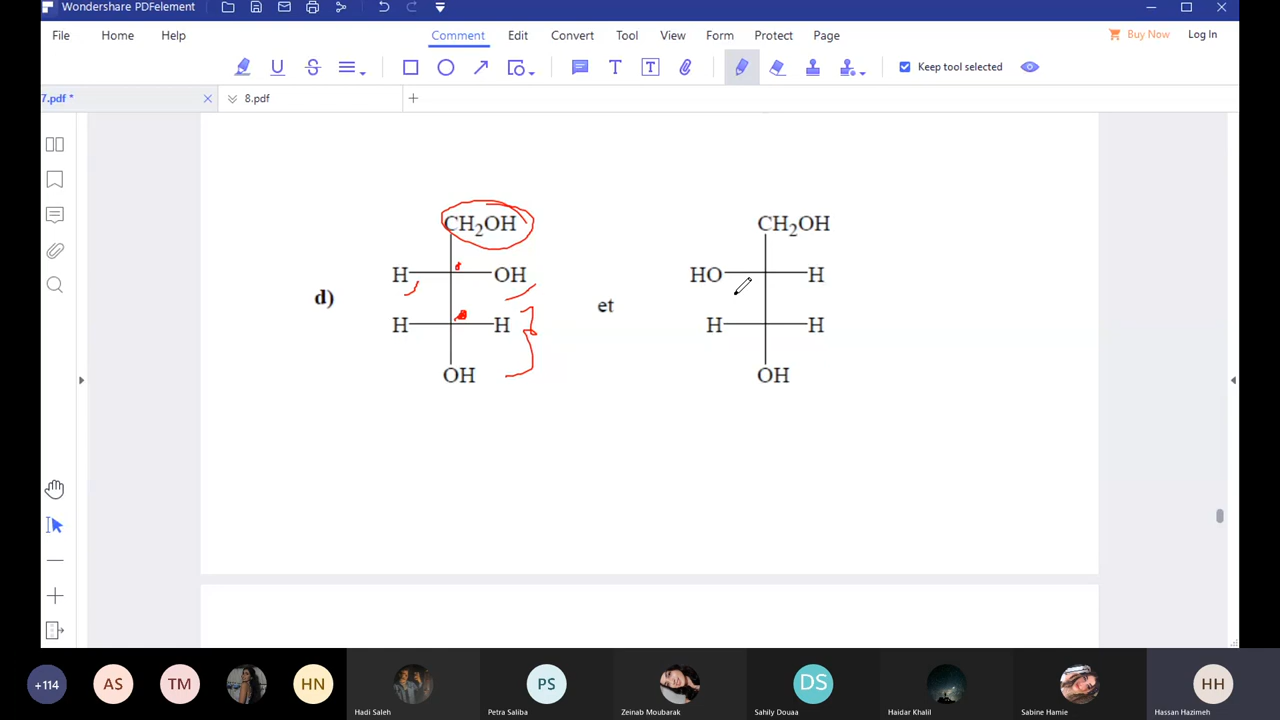 Wondershare PDFelement
File Home Help Comment Edit Convert Tool View Form Protect Page Buy Now Log In
Keep tool selected
7.pdf * 8.pdf
CH2OH CH2OH
H OH HO H
d) et
H H H H
OH OH
+114 AS TM HN PS DS HH
Hadi Saleh Petra Saliba Zeinab Moubarak Sahily Douaa Haidar Khalil Sabine Hamie Hassan Hazimeh